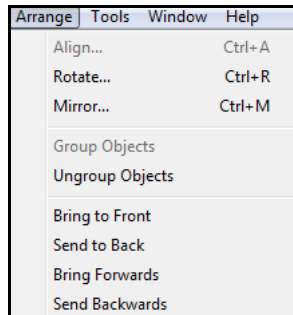 Arrange Tools Window Help
Align... Ctrl+A
Rotate... Ctrl+R
Mirror... Ctrl+M
Group Objects
Ungroup Objects
Bring to Front
Send to Back
Bring Forwards
Send Backwards